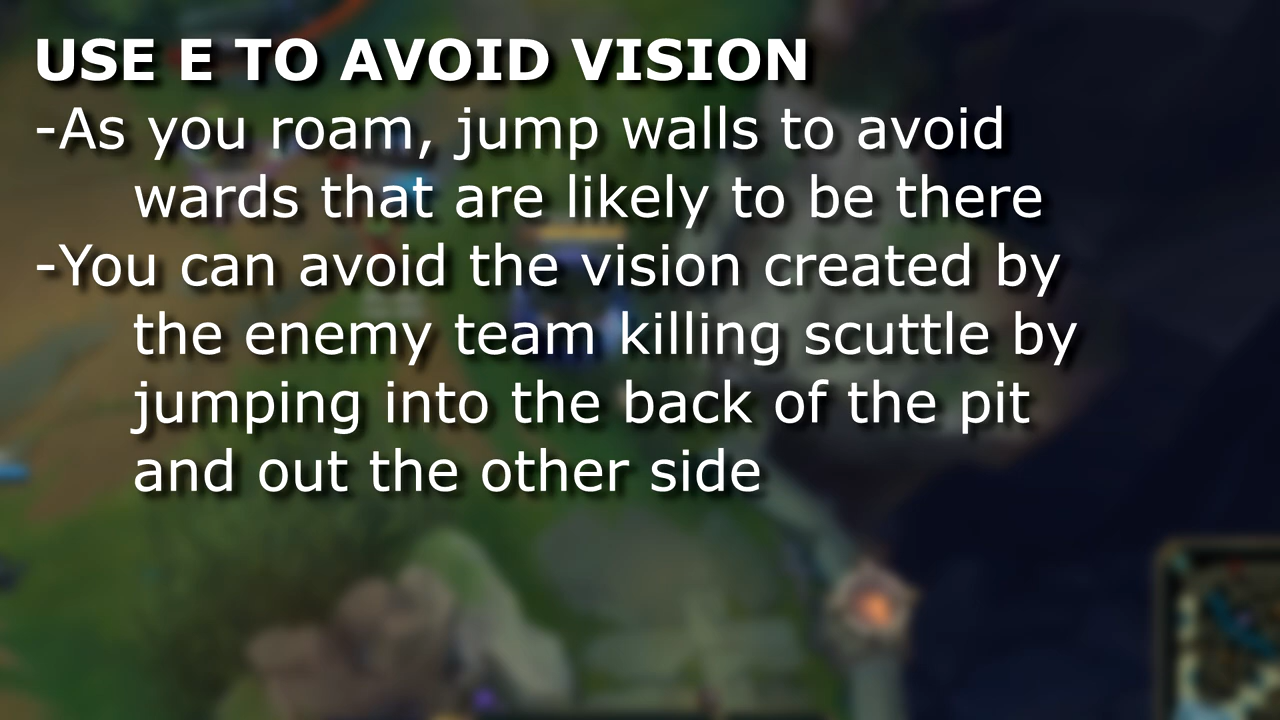 USE E TO AVOID VISION
-As you roam, jump walls to avoid
wards that are likely to be there
-You can avoid the vision created by
the enemy team killing scuttle by
jumping into the back of the pit
and out the other side